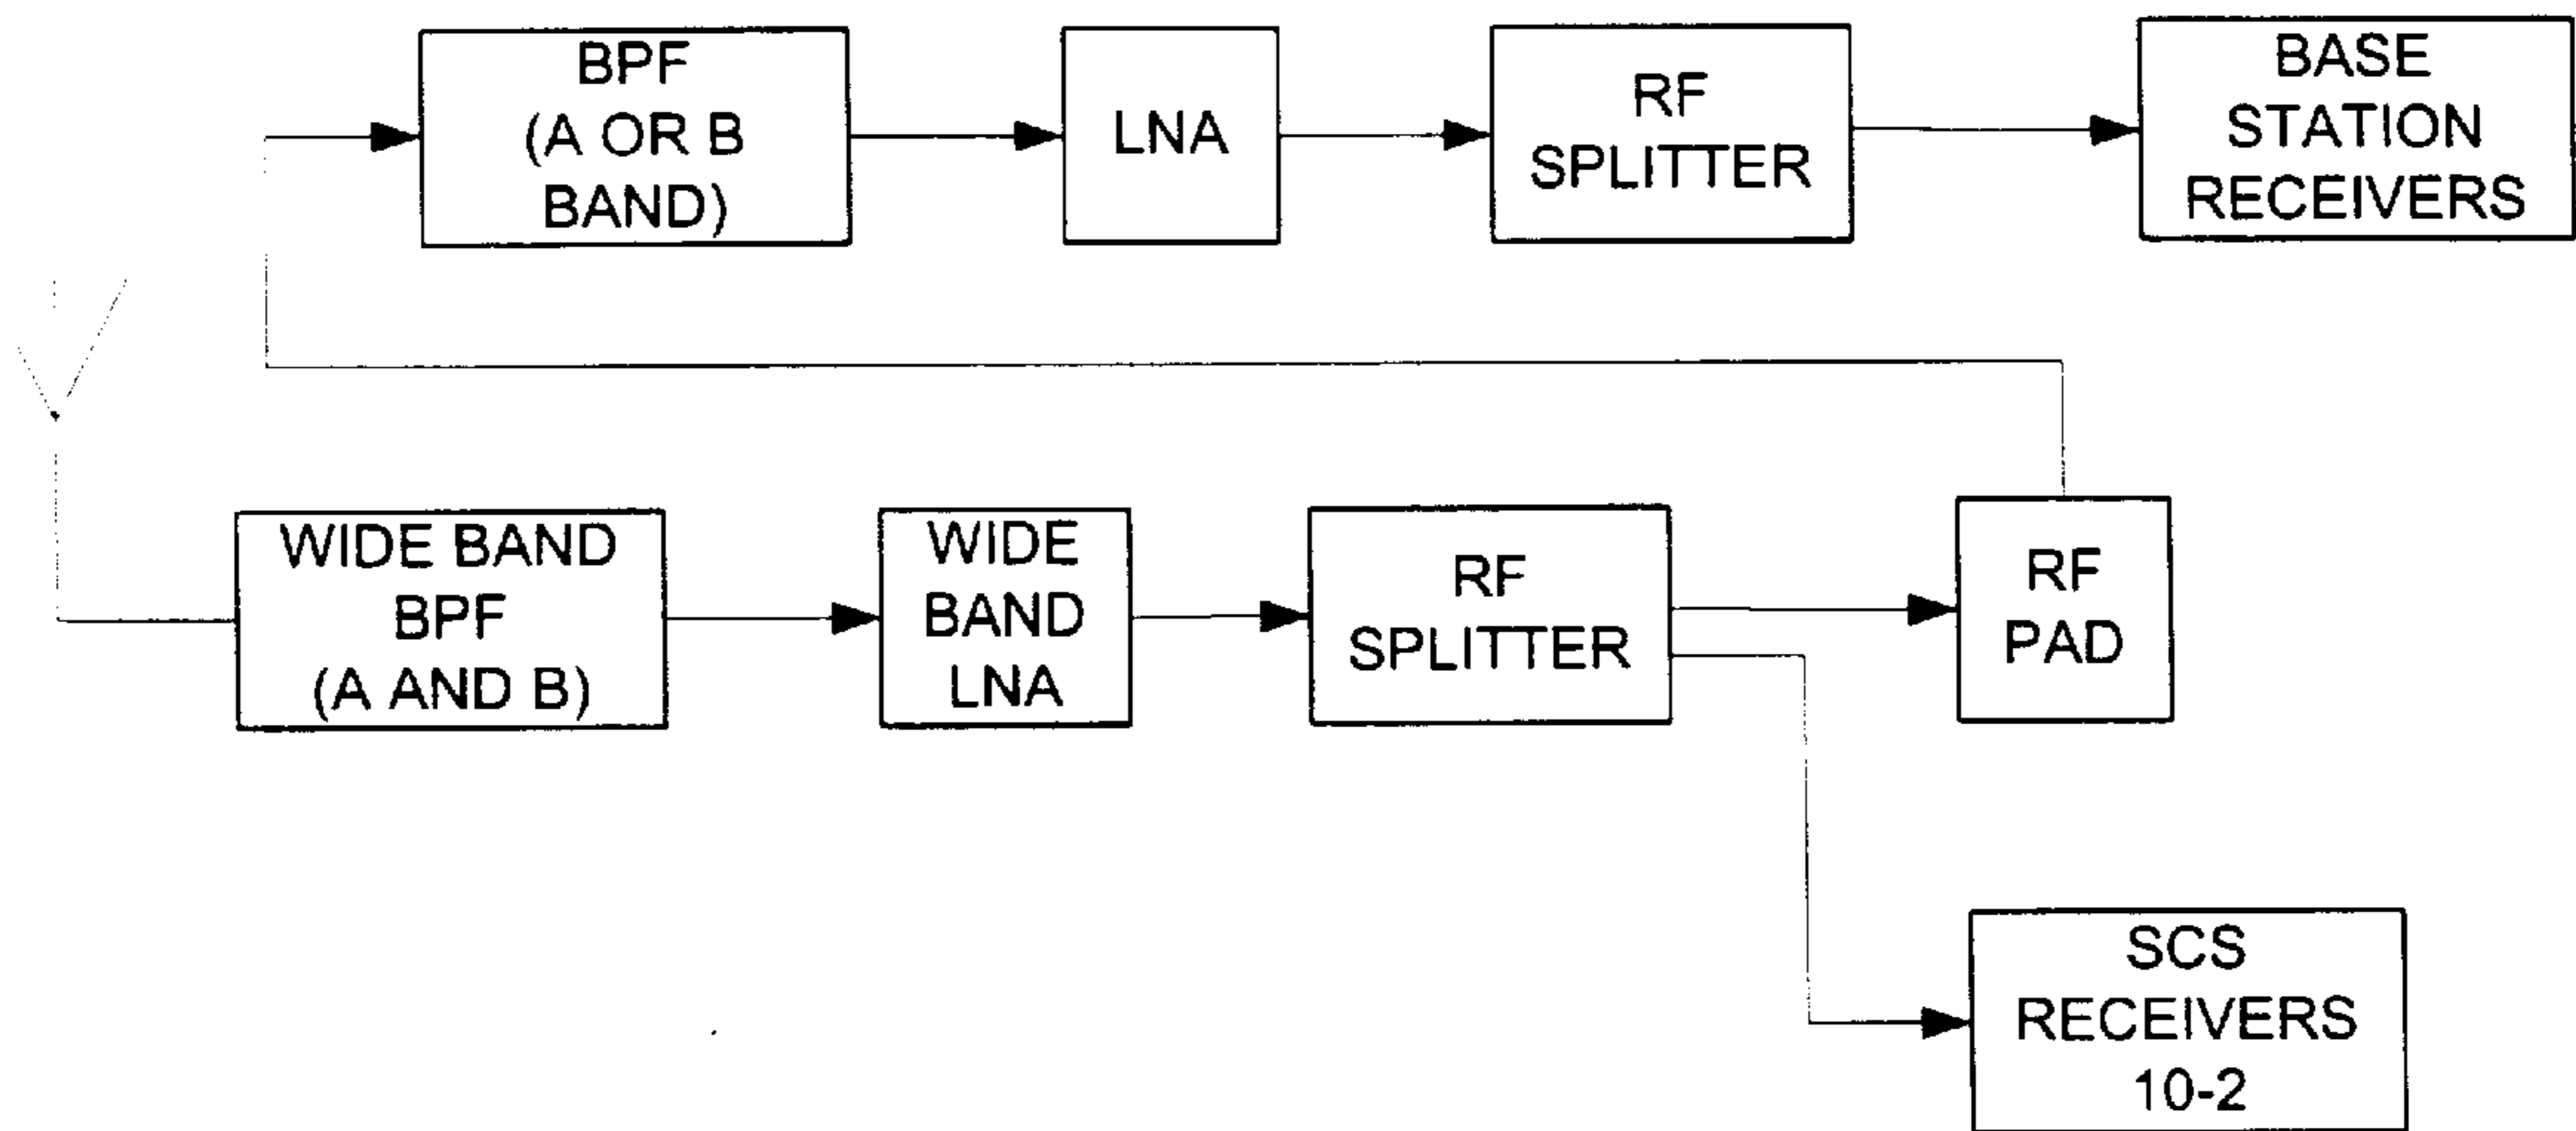 BPF
(A OR B
BAND)
LNA
RF
SPLITTER
BASE
STATION
RECEIVERS
WIDE BAND
BPF
(A AND B)
WIDE
BAND
LNA
RF
SPLITTER
RF
PAD
SCS
RECEIVERS
10-2